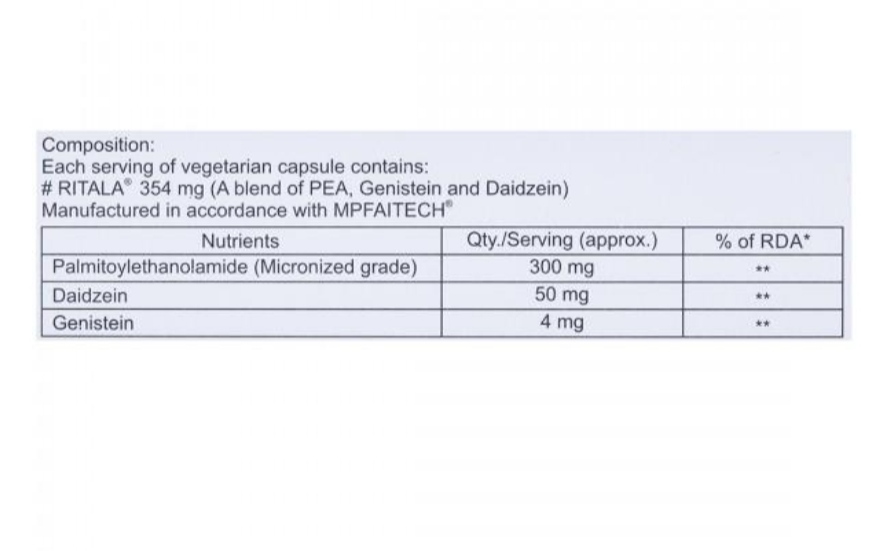 Composition:
Each serving of vegetarian capsule contains:
# RITALA® 354 mg (A blend of PEA, Genistein and Daidzein)
Manufactured in accordance with MPFAITECH®
Nutrients Qty./Serving (approx.) % of RDA*
Palmitoylethanolamide (Micronized grade) 300 mg **
Daidzein 50 mg **
Genistein 4 mg **